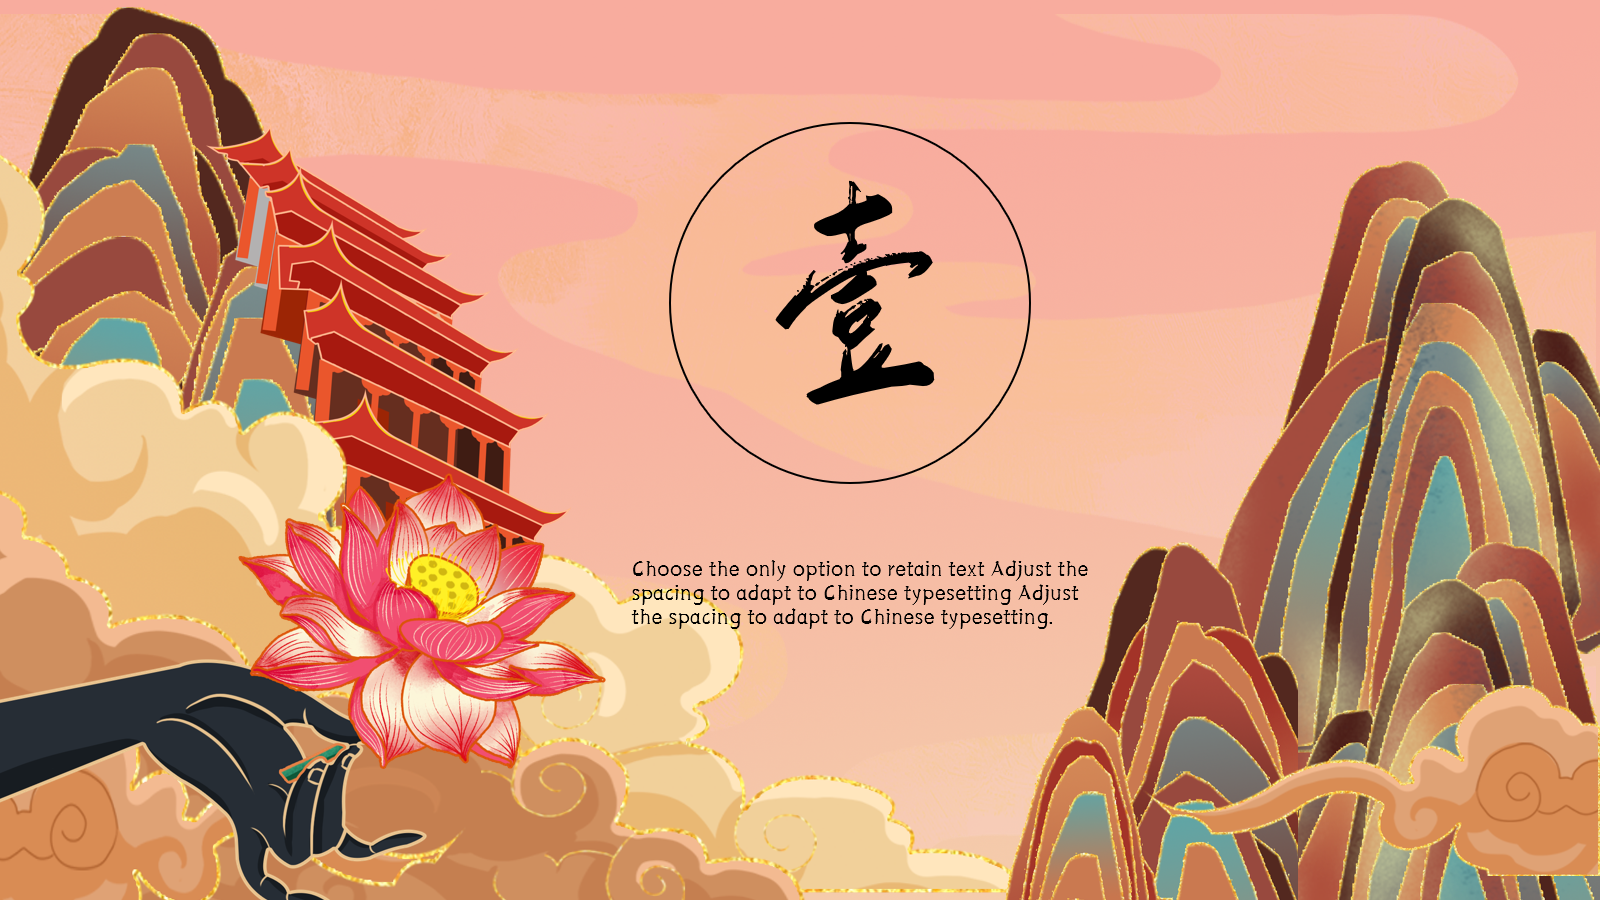 壹
Choose the only option to retain text Adjust the
spacing to adapt to Chinese typesetting Adjust
the spacing to adapt to Chinese typesetting.